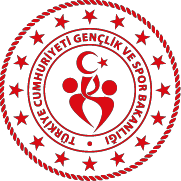 TÜRKİYE CUMHURİYETİ GENÇLİK VE SPOR BAKANLIĞI